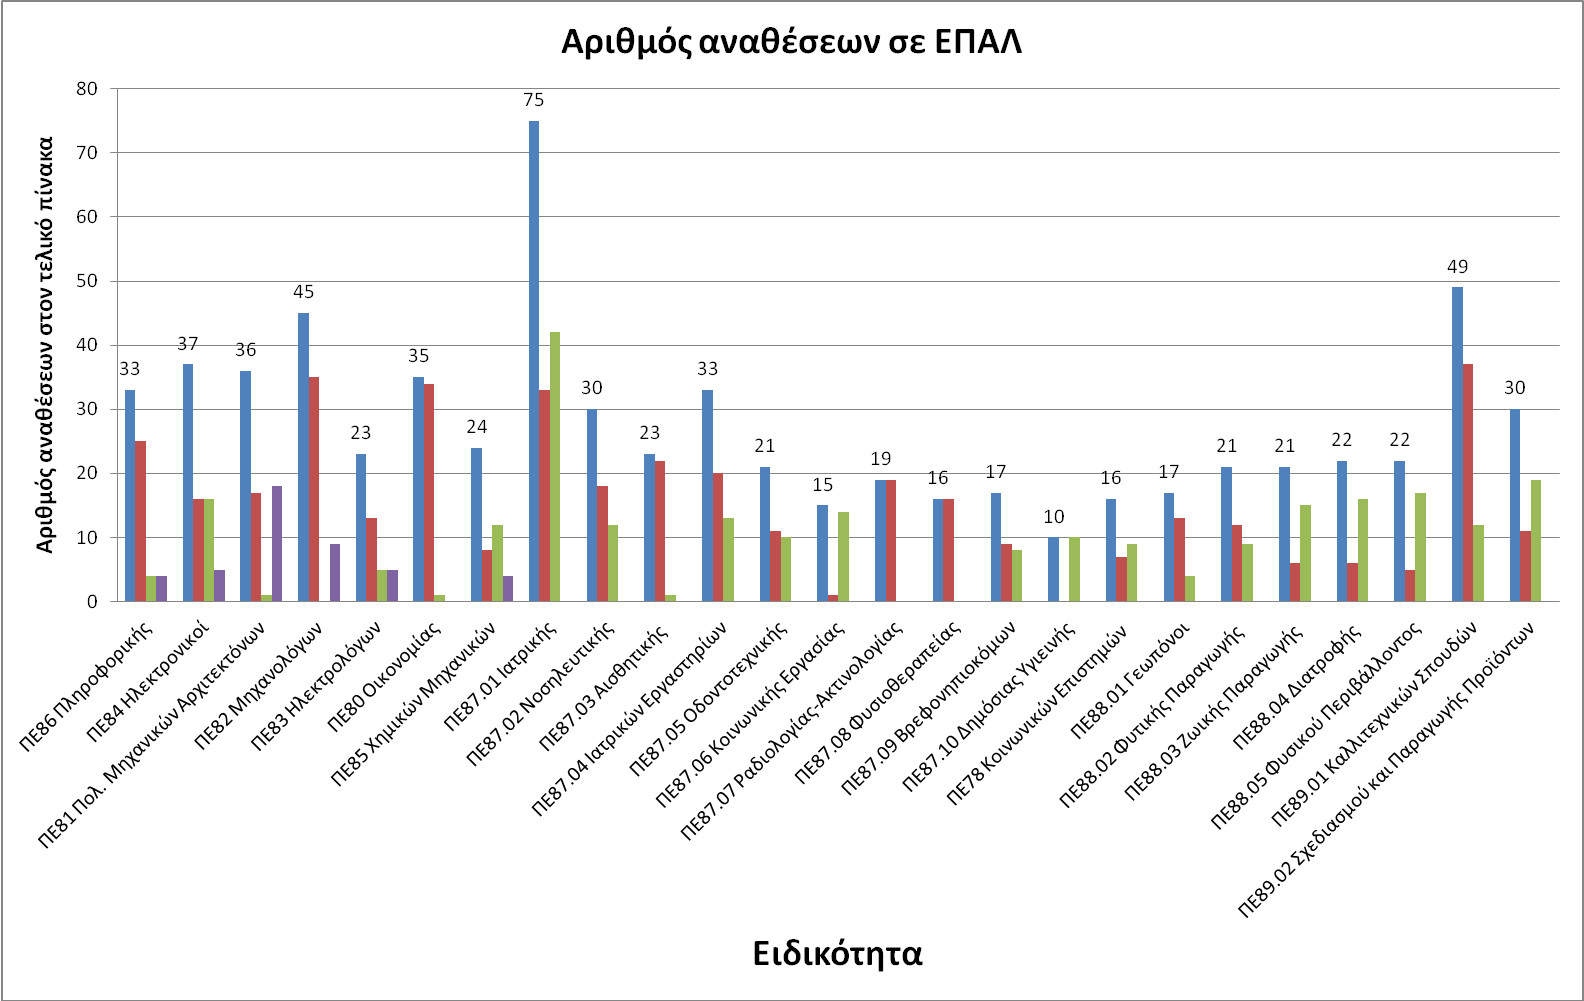 Αριθμός αναθέσεων σε ΕΠΑΛ
Αριθμός αναθέσεων στον τελικό πίνακα
80
70
60
50
40
30
20
10
0
33
37
36
45
23
35
24
75
30
23
33
21
15
19
16
17
10
16
17
21
21
22
22
49
30
ΠΕ86 Πληροφορικής
ΠΕ84 Ηλεκτρονικοί
ΠΕ81 Πολ. Μηχανικών Αρχιτεκτόνων
ΠΕ82 Μηχανολόγων
ΠΕ83 Ηλεκτρολόγων
ΠΕ80 Οικονομίας
ΠΕ85 Χημικών Μηχανικών
ΠΕ87.01 Ιατρικής
ΠΕ87.02 Νοσηλευτικής
ΠΕ87.03 Αισθητικής
ΠΕ87.04 Ιατρικών Εργαστηρίων
ΠΕ87.05 Οδοντοτεχνικής
ΠΕ87.06 Κοινωνικής Εργασίας
ΠΕ87.07 Ραδιολογίας-Ακτινολογίας
ΠΕ87.08 Φυσιοθεραπείας
ΠΕ87.09 Βρεφονηπιοκόμων
ΠΕ87.10 Δημόσιας Υγιεινής
ΠΕ78 Κοινωνικών Επιστημών
ΠΕ88.01 Γεωπόνοι
ΠΕ88.02 Φυτικής Παραγωγής
ΠΕ88.03 Ζωικής Παραγωγής
ΠΕ88.04 Διατροφής
ΠΕ88.05 Φυσικού Περιβάλλοντος
ΠΕ89.01 Καλλιτεχνικών Σπουδών
ΠΕ89.02 Σχεδιασμού και Παραγωγής Προϊόντων
Ειδικότητα